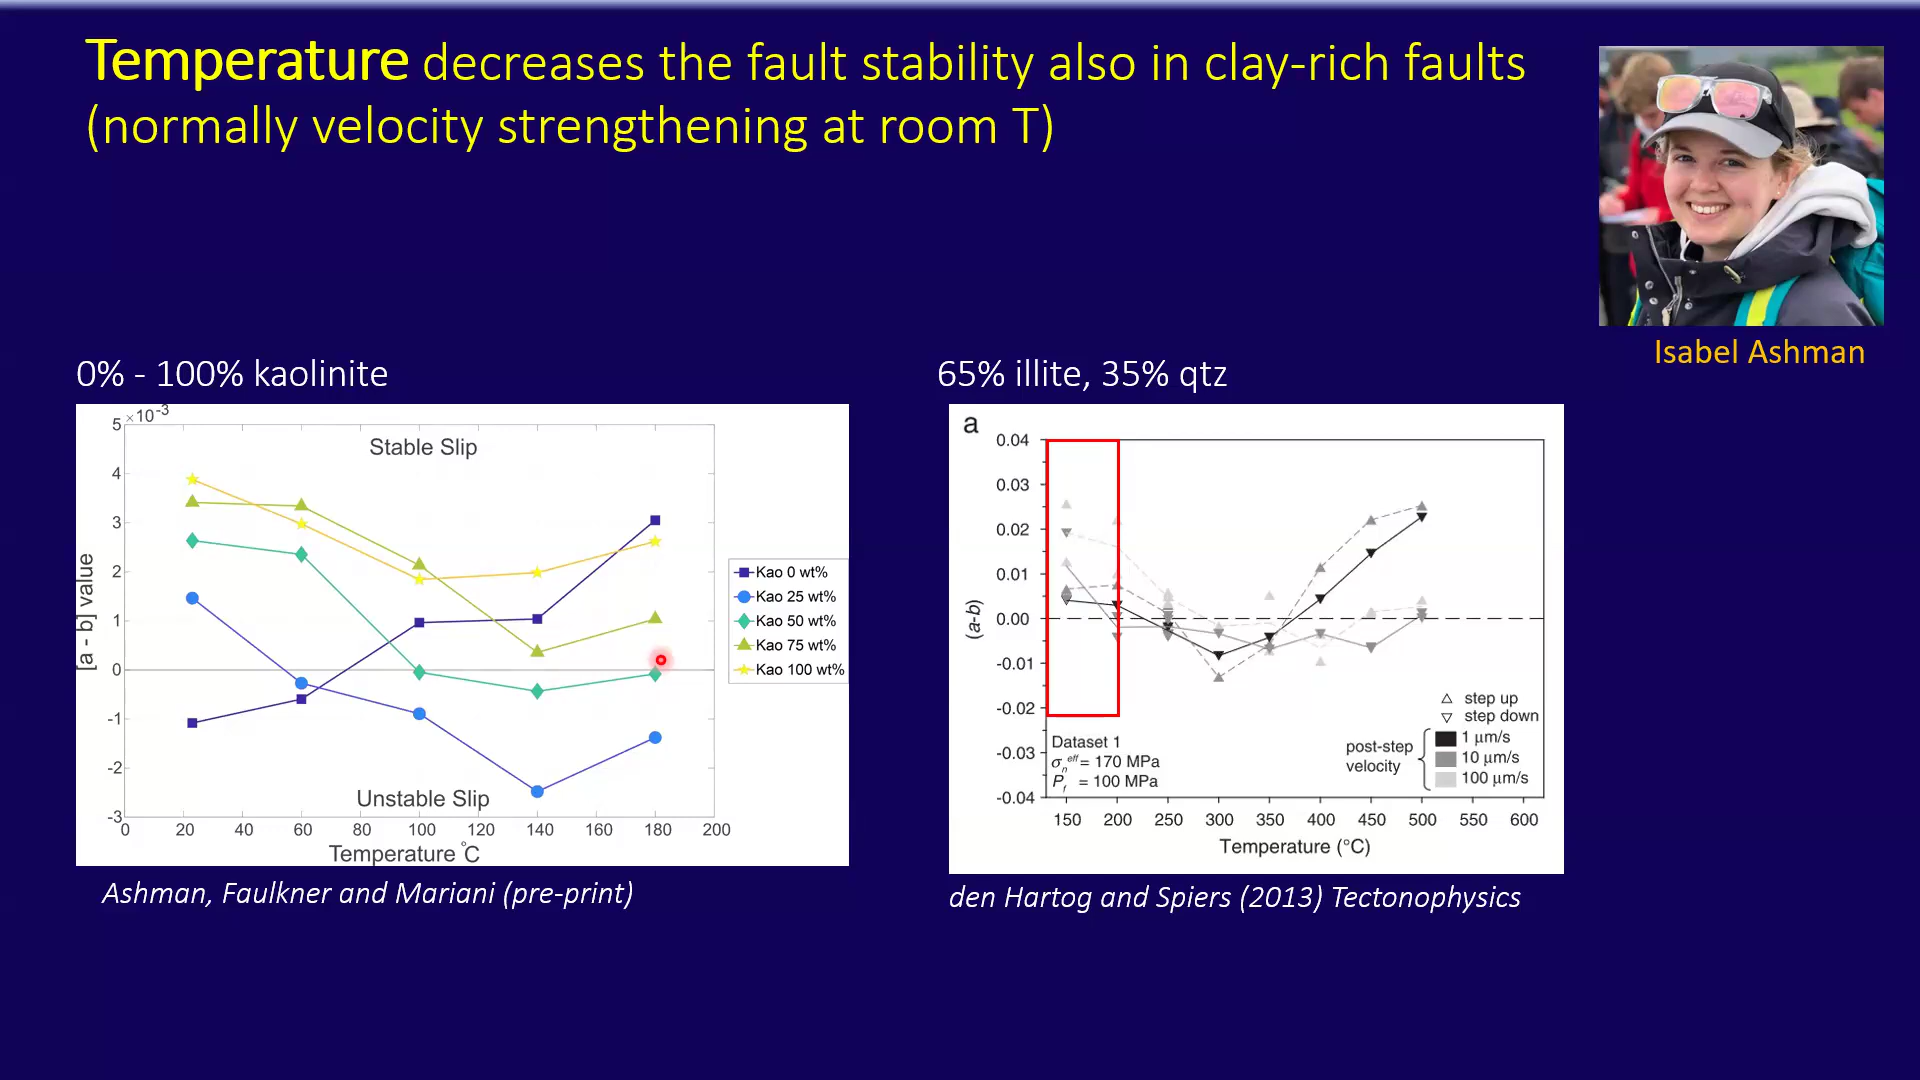 Temperature decreases the fault stability also in clay-rich faults
(normally velocity strengthening at room T)
Isabel Ashman
0% - 100% kaolinite
×10-3
5
4
3
2
1
0
-1
-2
-3
[a - b] value
Stable Slip
Unstable Slip
0 20 40 60 80 100 120 140 160 180 200
Temperature °C
Kao 0 wt%
Kao 25 wt%
Kao 50 wt%
Kao 75 wt%
Kao 100 wt%
Ashman, Faulkner and Mariani (pre-print)
65% illite, 35% qtz
a
0.04
0.03
0.02
0.01
0.00
-0.01
-0.02
-0.03
-0.04
(a-b)
Dataset 1
σn eff = 170 MPa
Pf = 100 MPa
step up
step down
post-step
velocity
1 μm/s
10 μm/s
100 μm/s
150 200 250 300 350 400 450 500 550 600
Temperature (°C)
den Hartog and Spiers (2013) Tectonophysics